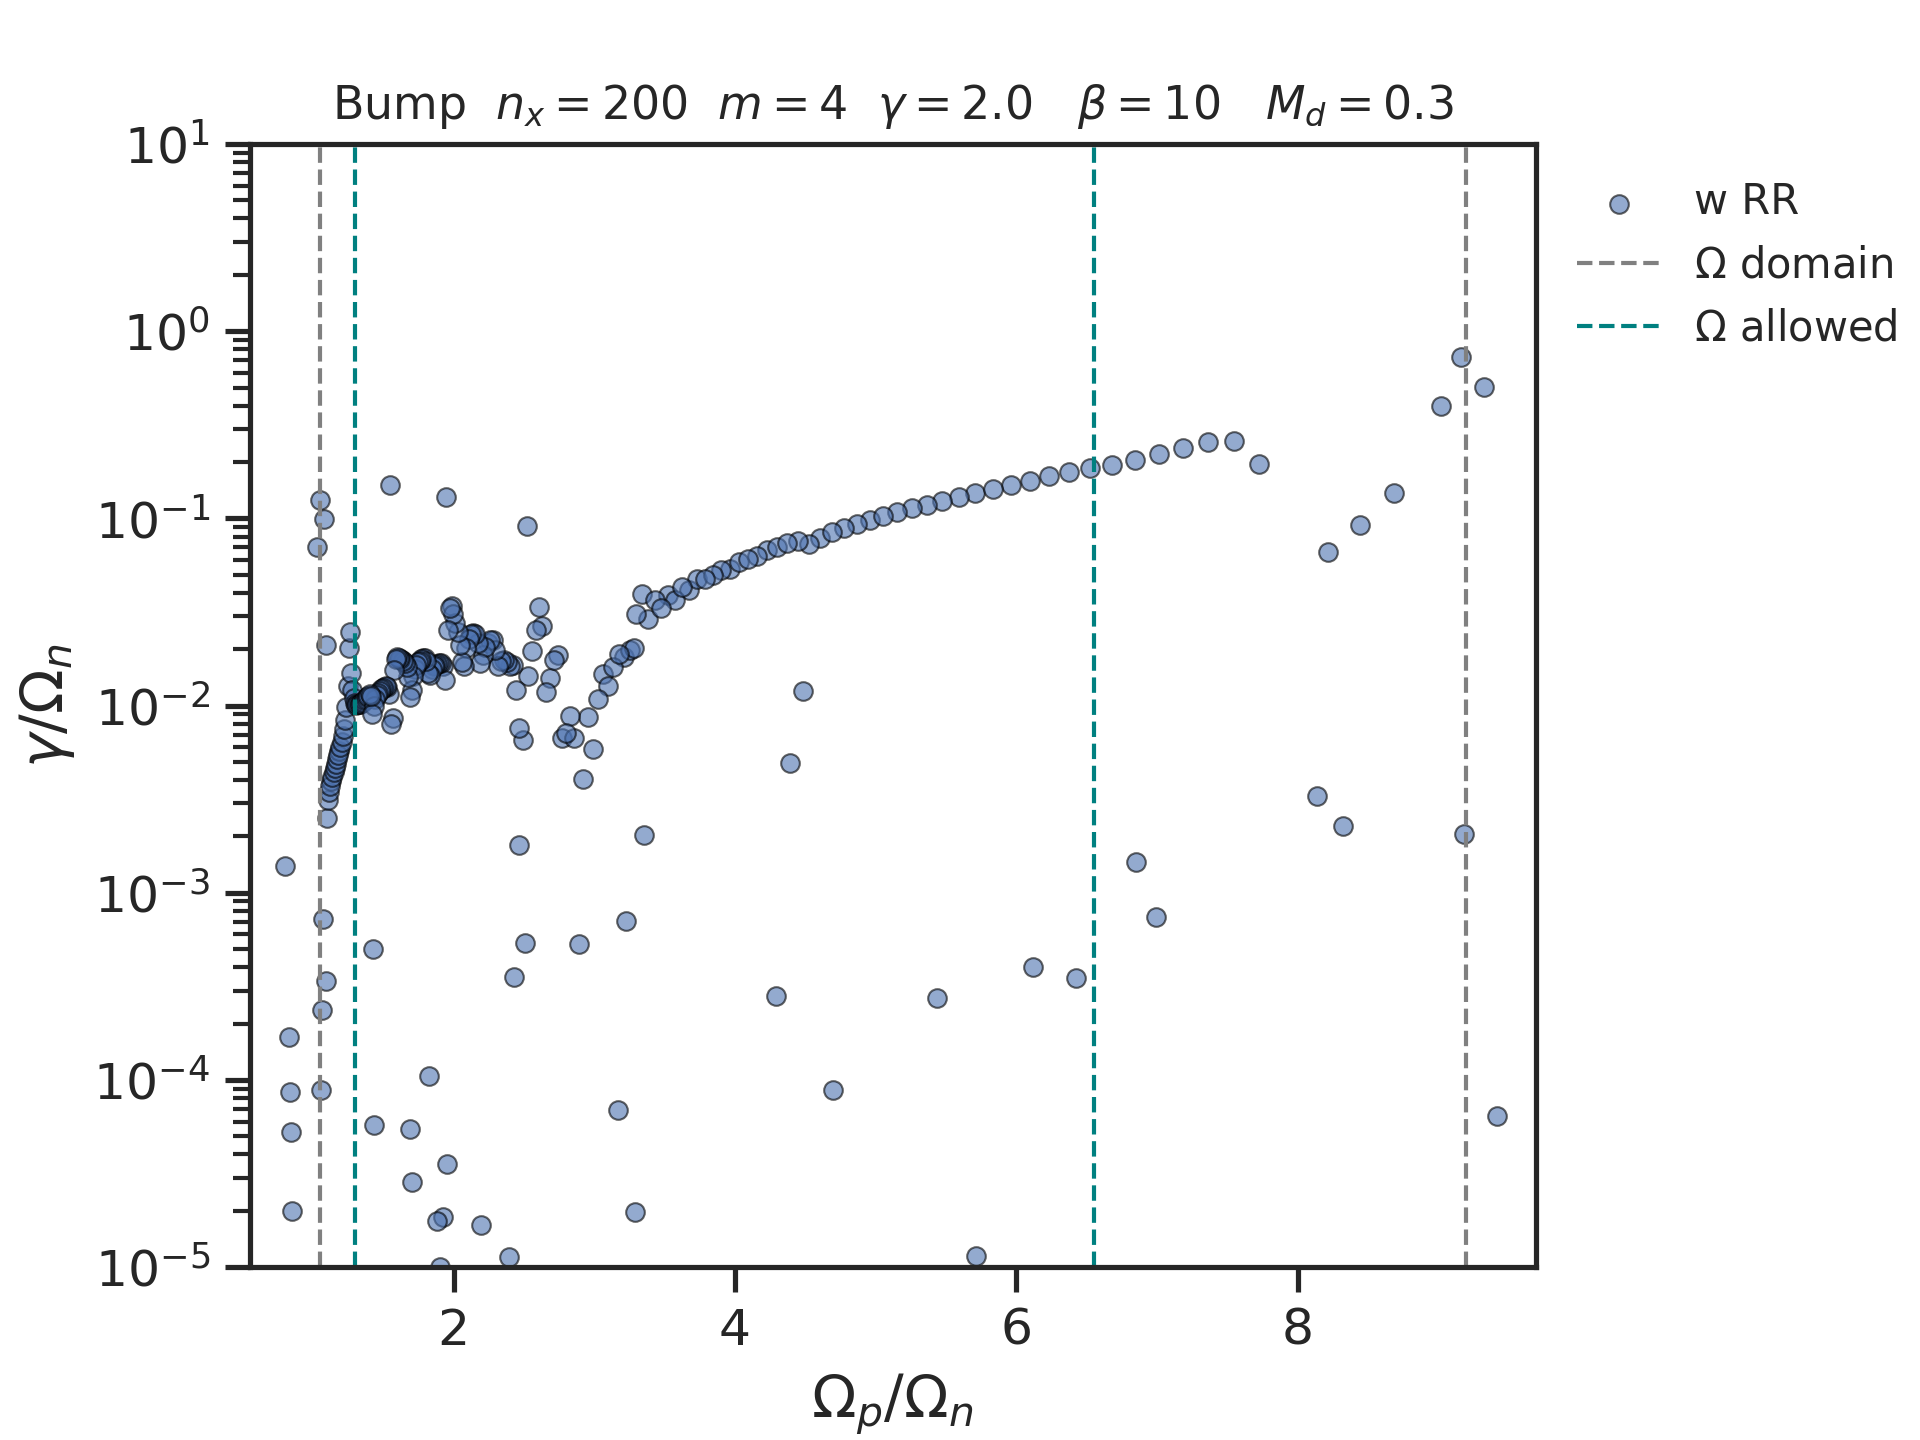 Bump n_x = 200 m = 4 γ = 2.0 β = 10 M_d = 0.3
10^1
10^0
10^−1
10^−2
10^−3
10^−4
10^−5
γ/Ω_n
2 4 6 8
Ω_p/Ω_n
w RR
Ω domain
Ω allowed